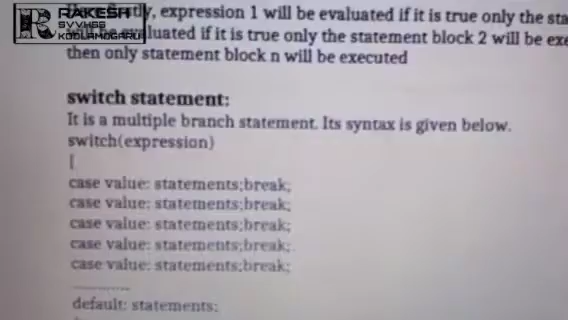 RAKESH
SVVHSS
KODLAMOGARU
, expression 1 will be evaluated if it is true only the sta
luated if it is true only the statement block 2 will be exe
then only statement block n will be executed
switch statement:
It is a multiple branch statement. Its syntax is given below.
switch(expression)
{
case value: statements;break;
case value: statements;break;
case value: statements;break;
case value: statements;break;
case value: statements;break;
..............
default: statements;